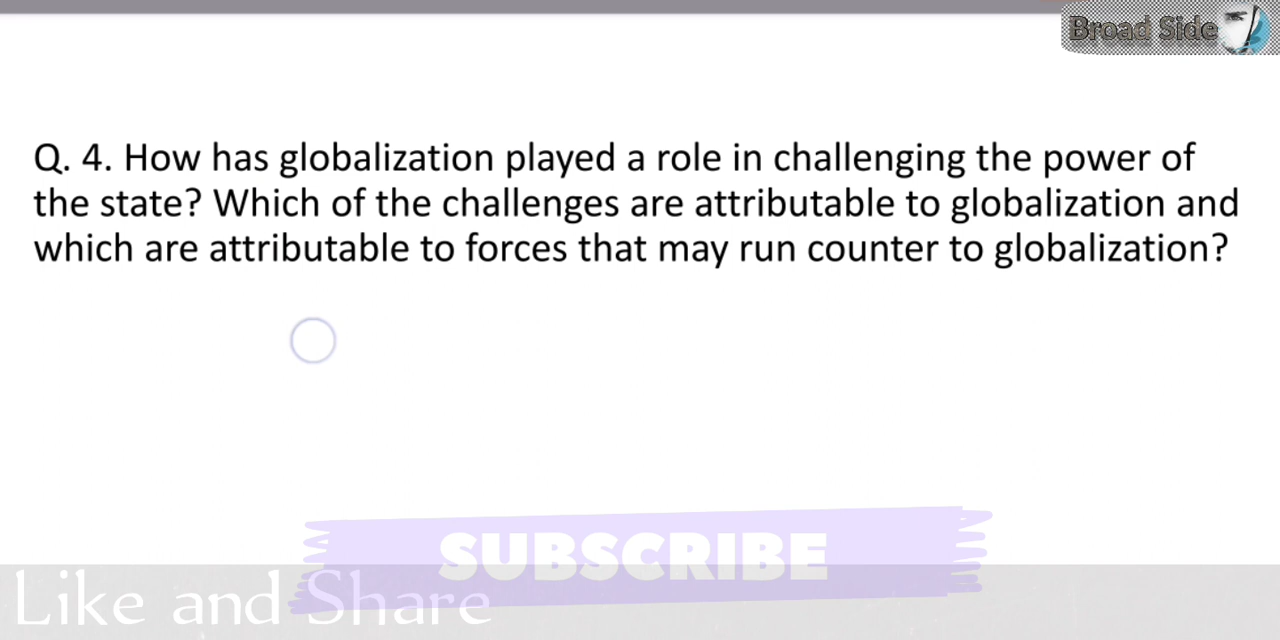 Broad Side
Q. 4. How has globalization played a role in challenging the power of
the state? Which of the challenges are attributable to globalization and
which are attributable to forces that may run counter to globalization?
SUBSCRIBE
Like and Share